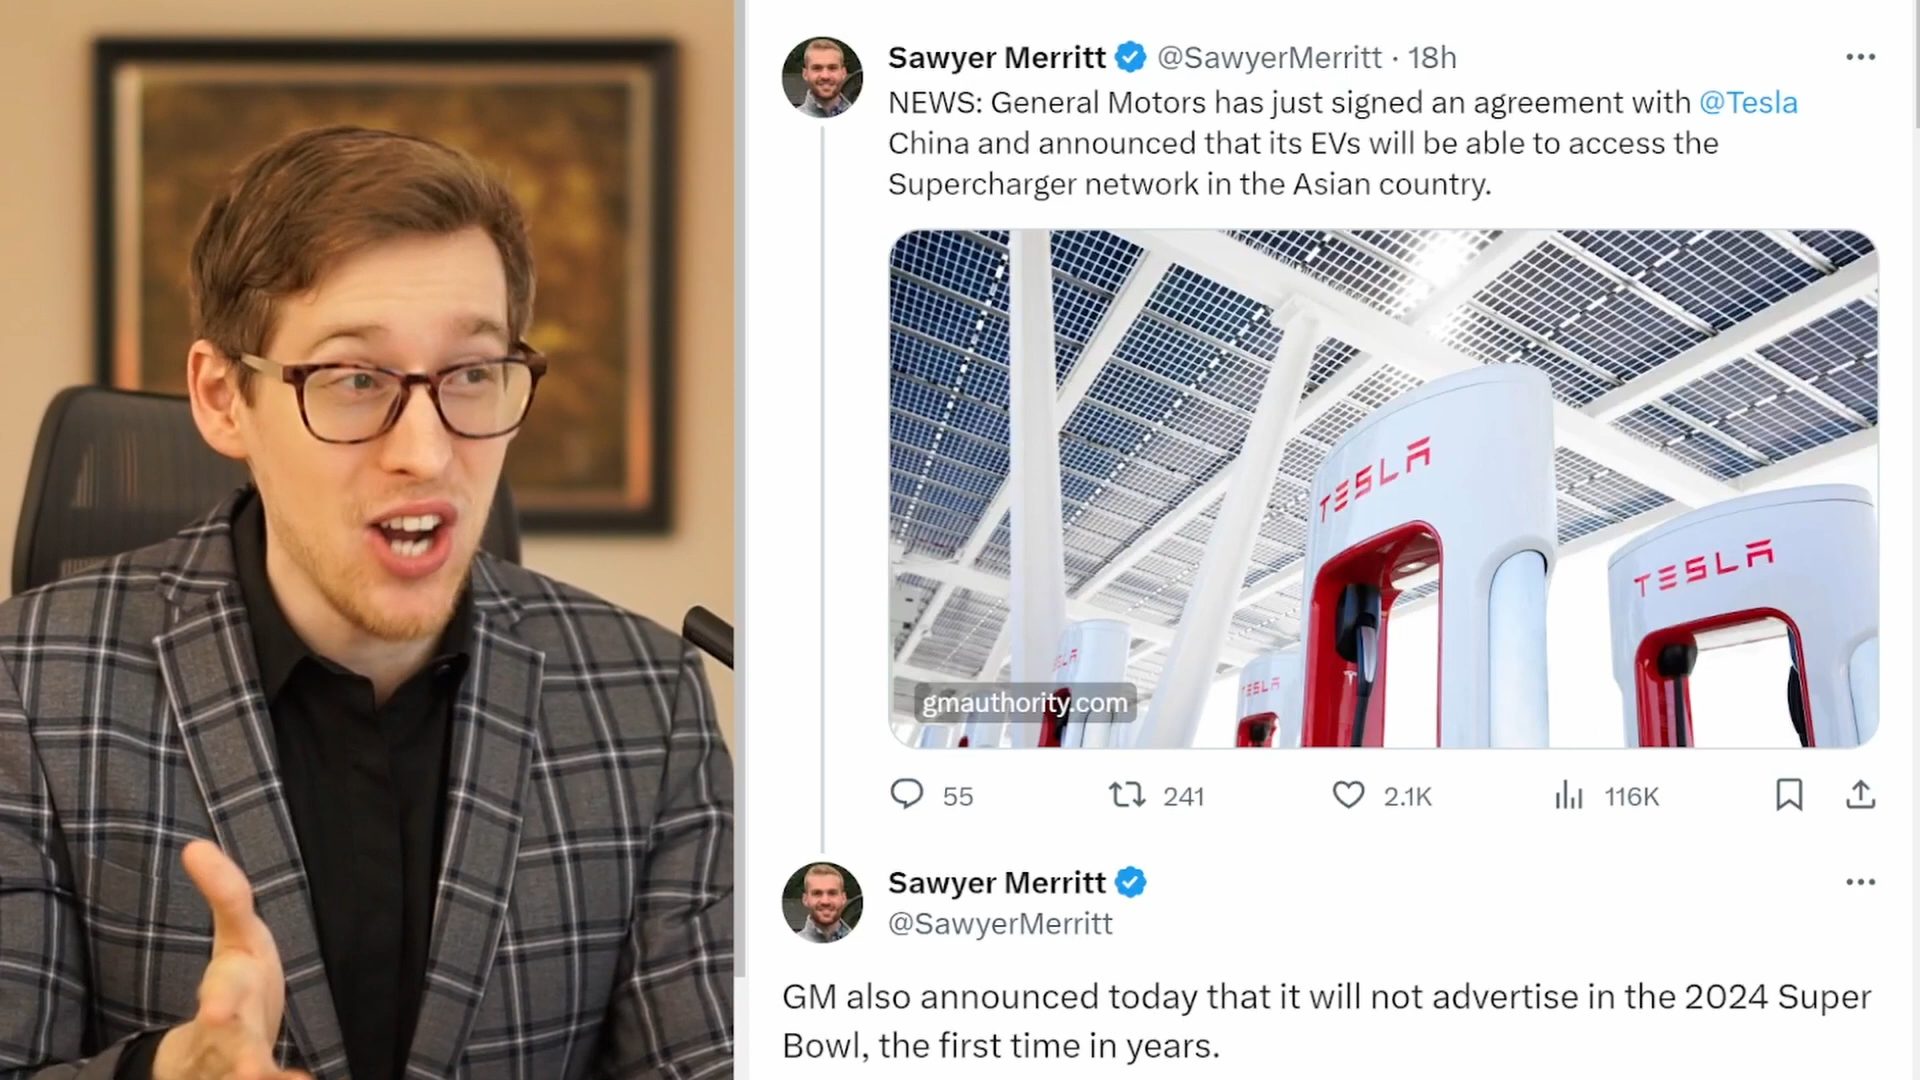 Sawyer Merritt @SawyerMerritt · 18h
NEWS: General Motors has just signed an agreement with @Tesla
China and announced that its EVs will be able to access the
Supercharger network in the Asian country.
TESLA
TESLA
TESLA
gmauthority.com
55 241 2.1K 116K
Sawyer Merritt
@SawyerMerritt
GM also announced today that it will not advertise in the 2024 Super
Bowl, the first time in years.